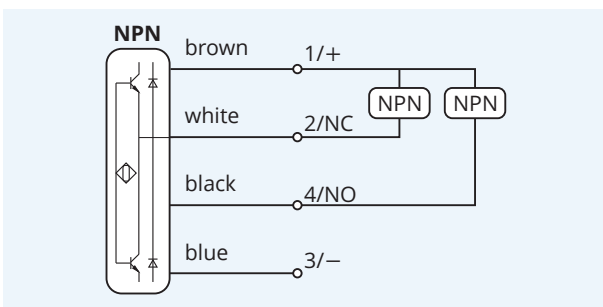 NPN
brown 1/+
NPN NPN
white 2/NC
black 4/NO
blue 3/−